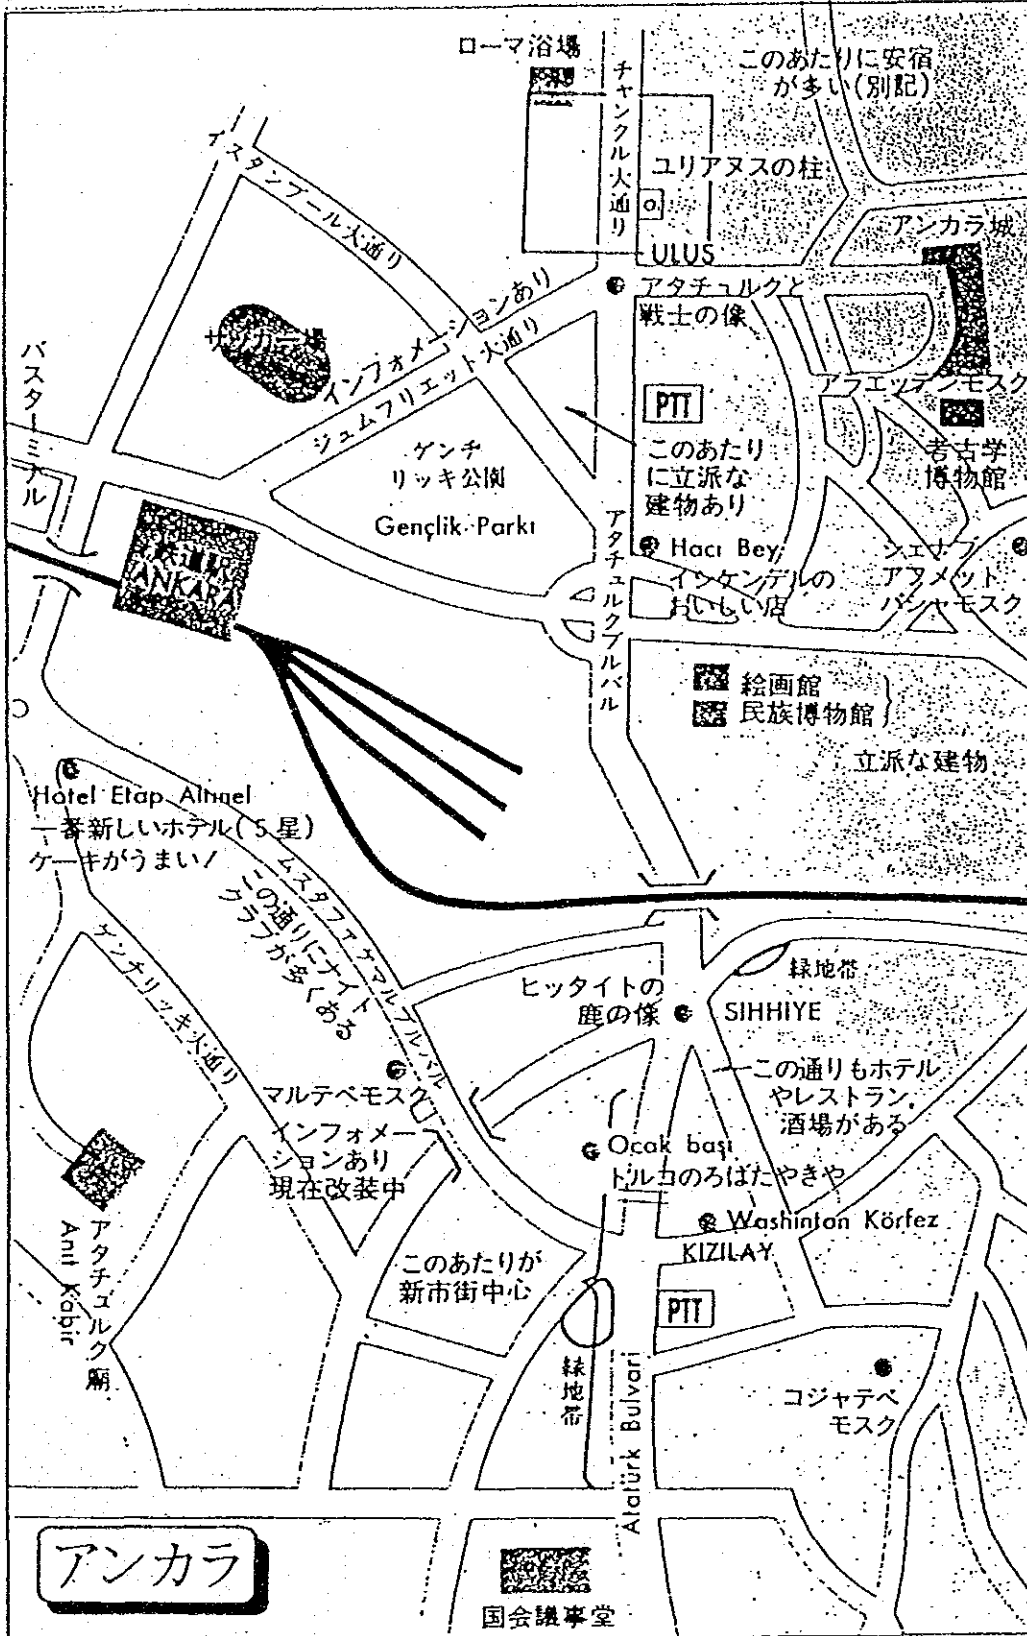 ローマ浴場
チャンクル大通り
このあたりに安宿
が多い(別記)
イスタンブール大通り
ユリアヌスの柱
ULUS
アンカラ城
アタチュルクと
戦士の像
サッカー場
インフォメーションあり
ジュムフリエット大通り
バスターミナル
PTT
アラエッデンモスク
ゲンチ
リッキ公園
Gençlik Parkı
このあたり
に立派な
建物あり
考古学
博物館
鉄道駅
ANKARA
アタチュルクブルバル
Hacı Bey
インケンデルの
おいしい店
シェナブ
アフメット
パシャモスク
絵画館
民族博物館
立派な建物
Hotel Etap Altınel
一番新しいホテル(5星)
ケーキがうまい!
ムスタファケマルブルバル
この通りにナイト
クラブが多くある
ゲンチリッキ大通り
緑地帯
ヒッタイトの
鹿の像
SIHHIYE
この通りもホテル
やレストラン,
酒場がある
マルテペモスク
インフォメー
ションあり
現在改装中
Ocak başı
トルコのろばたやきや
Washinton Körfez
KIZILAY
アタチュルク廟
Anıt Kabir
このあたりが
新市街中心
PTT
緑地帯
Atatürk Bulvari
コジャテペ
モスク
アンカラ
国会議事堂